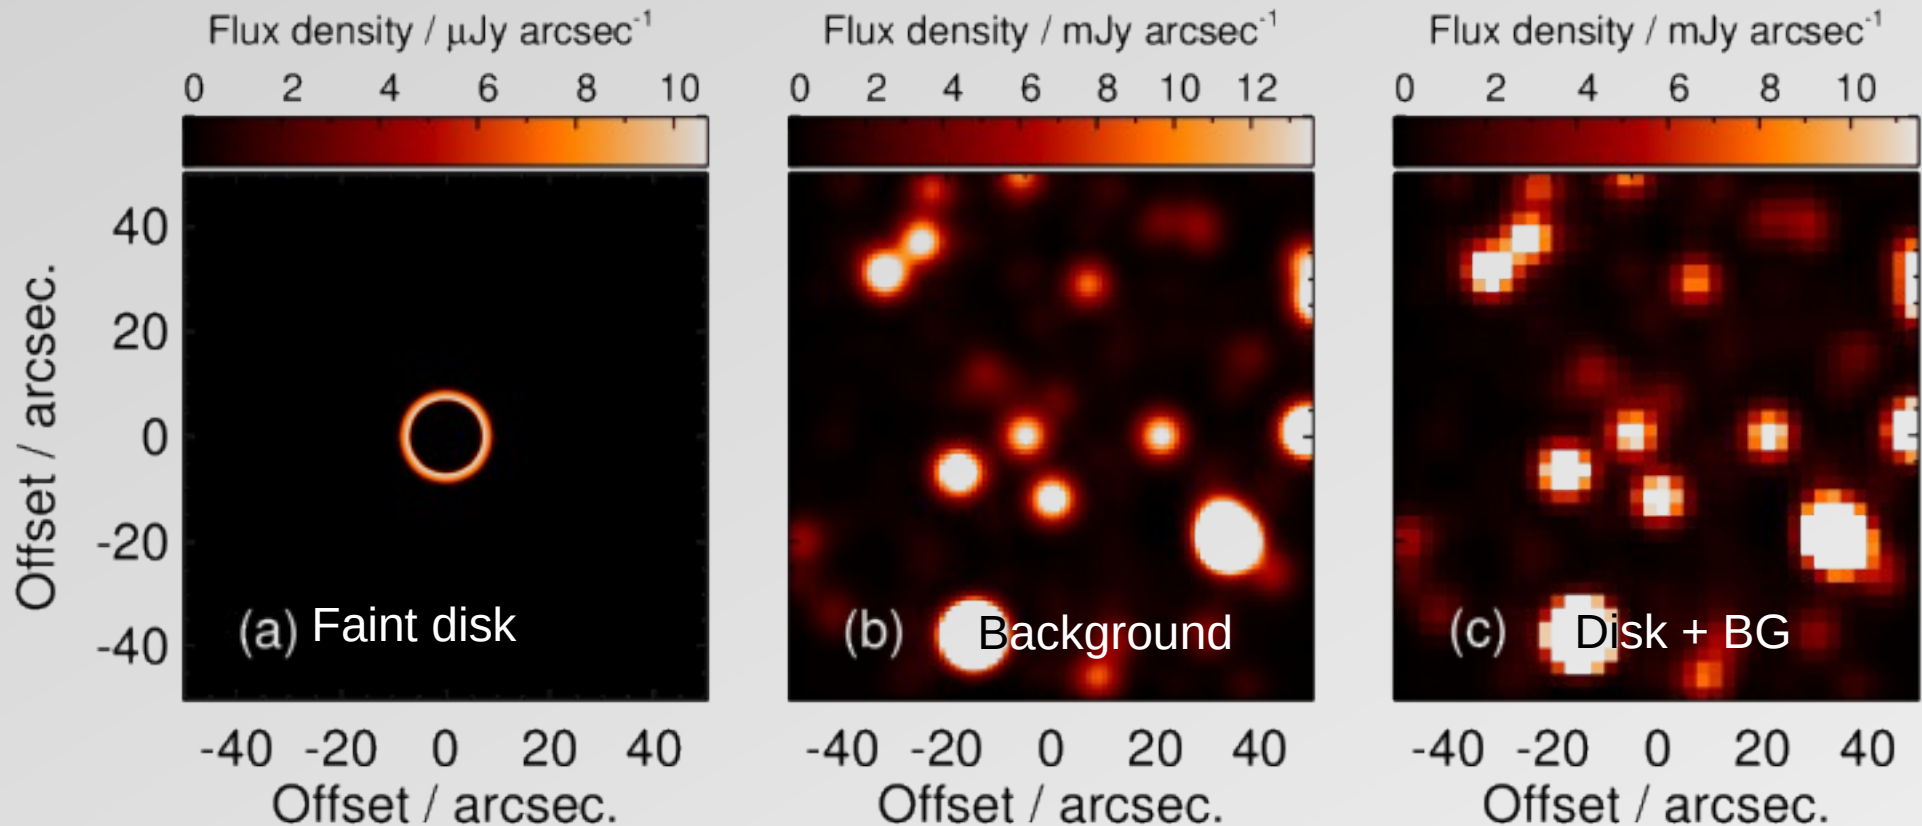 Flux density / μJy arcsec⁻¹
0 2 4 6 8 10
Flux density / mJy arcsec⁻¹
0 2 4 6 8 10 12
Flux density / mJy arcsec⁻¹
0 2 4 6 8 10
Offset / arcsec.
40
20
0
-20
-40
(a) Faint disk
(b) Background
(c) Disk + BG
-40 -20 0 20 40
-40 -20 0 20 40
-40 -20 0 20 40
Offset / arcsec.
Offset / arcsec.
Offset / arcsec.